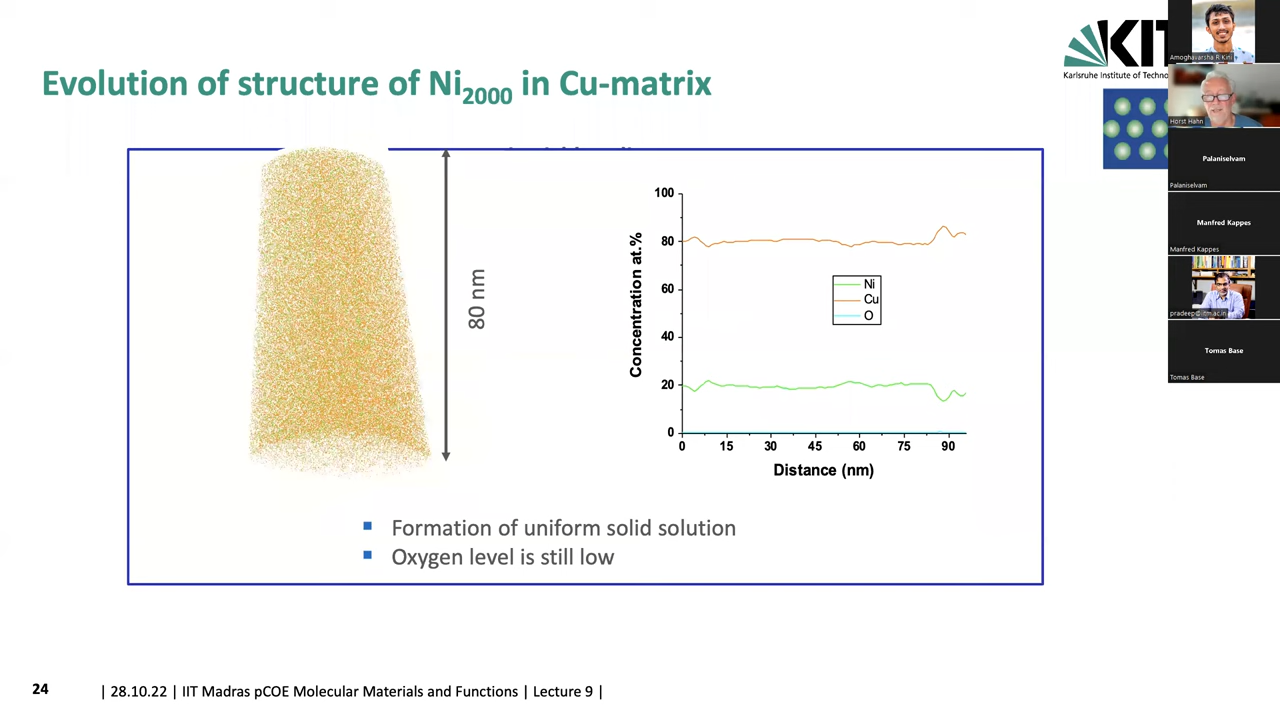 Evolution of structure of Ni2000 in Cu-matrix
KIT
Karlsruhe Institute of Techno
80 nm
100
80
60
40
20
0
Concentration at.%
Ni
Cu
O
0 15 30 45 60 75 90
Distance (nm)
Formation of uniform solid solution
Oxygen level is still low
24
| 28.10.22 | IIT Madras pCOE Molecular Materials and Functions | Lecture 9 |
Horst Hahn
Palaniselvam
Palaniselvam
Manfred Kappes
Manfred Kappes
pradeep@iitm.ac.in
Tomas Base
Tomas Base